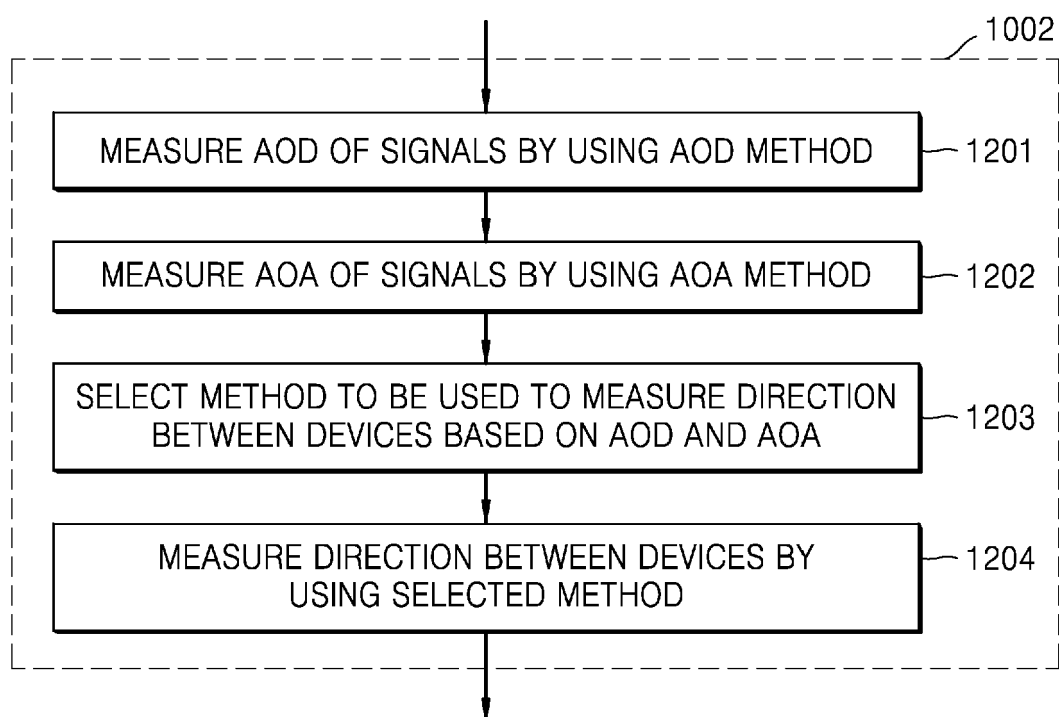 1002
MEASURE AOD OF SIGNALS BY USING AOD METHOD
1201
MEASURE AOA OF SIGNALS BY USING AOA METHOD
1202
SELECT METHOD TO BE USED TO MEASURE DIRECTION
BETWEEN DEVICES BASED ON AOD AND AOA
1203
MEASURE DIRECTION BETWEEN DEVICES BY
USING SELECTED METHOD
1204